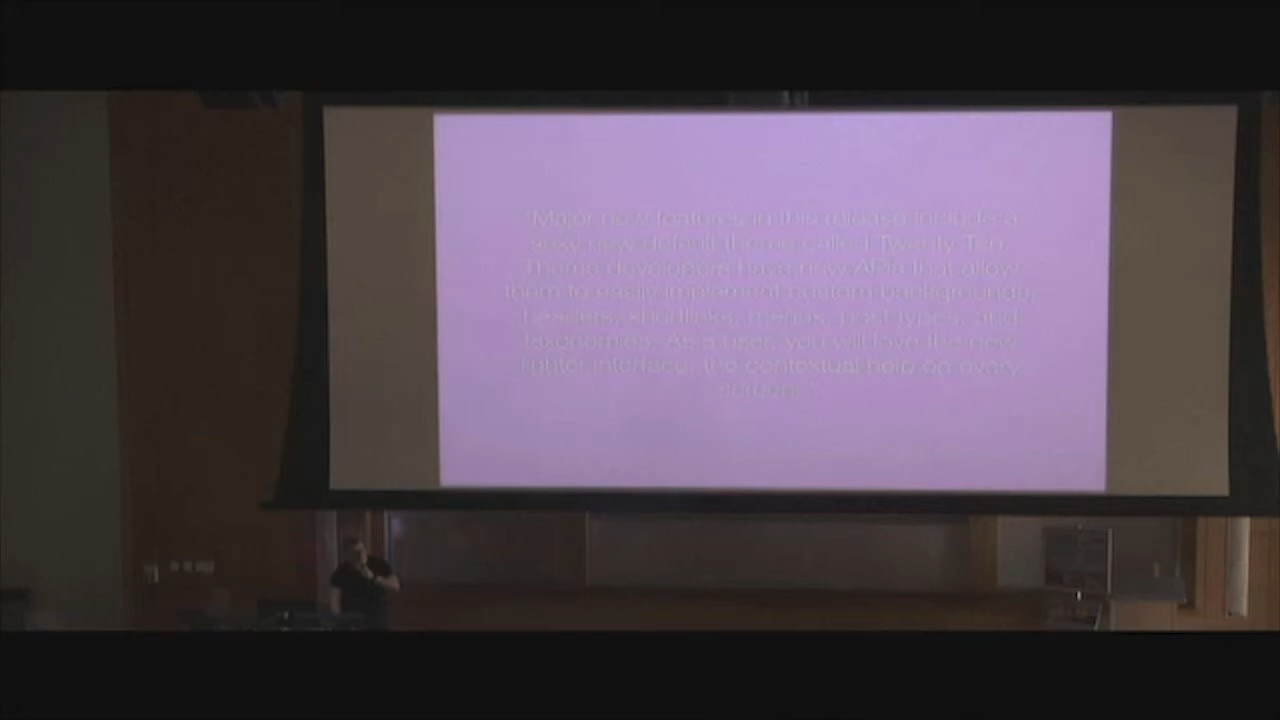 "Major new features in this release include a
sexy new default theme called Twenty Ten.
Theme developers have new APIs that allow
them to easily implement custom backgrounds,
headers, shortlinks, menus, post types, and
taxonomies. As a user, you will love the new
lighter interface, the contextual help on every
screen,